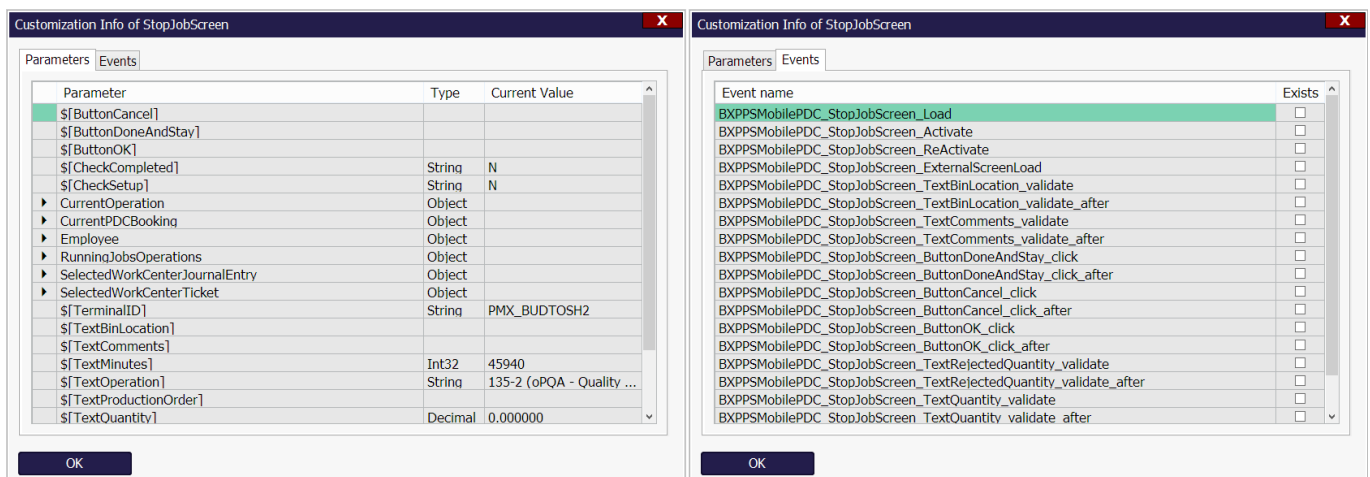 Customization Info of StopJobScreen
X
Parameters
Events
Parameter Type Current Value
$[ButtonCancel]
$[ButtonDoneAndStay]
$[ButtonOK]
$[CheckCompleted] String N
$[CheckSetup] String N
CurrentOperation Object
CurrentPDCBooking Object
Employee Object
RunningJobsOperations Object
SelectedWorkCenterJournalEntry Object
SelectedWorkCenterTicket Object
$[TerminalID] String PMX_BUDTOSH2
$[TextBinLocation]
$[TextComments]
$[TextMinutes] Int32 45940
$[TextOperation] String 135-2 (oPQA - Quality ...
$[TextProductionOrder]
$[TextQuantity] Decimal 0.000000
OK
Customization Info of StopJobScreen
X
Parameters
Events
Event name Exists
BXPPSMobilePDC_StopJobScreen_Load
BXPPSMobilePDC_StopJobScreen_Activate
BXPPSMobilePDC_StopJobScreen_ReActivate
BXPPSMobilePDC_StopJobScreen_ExternalScreenLoad
BXPPSMobilePDC_StopJobScreen_TextBinLocation_validate
BXPPSMobilePDC_StopJobScreen_TextBinLocation_validate_after
BXPPSMobilePDC_StopJobScreen_TextComments_validate
BXPPSMobilePDC_StopJobScreen_TextComments_validate_after
BXPPSMobilePDC_StopJobScreen_ButtonDoneAndStay_click
BXPPSMobilePDC_StopJobScreen_ButtonDoneAndStay_click_after
BXPPSMobilePDC_StopJobScreen_ButtonCancel_click
BXPPSMobilePDC_StopJobScreen_ButtonCancel_click_after
BXPPSMobilePDC_StopJobScreen_ButtonOK_click
BXPPSMobilePDC_StopJobScreen_ButtonOK_click_after
BXPPSMobilePDC_StopJobScreen_TextRejectedQuantity_validate
BXPPSMobilePDC_StopJobScreen_TextRejectedQuantity_validate_after
BXPPSMobilePDC_StopJobScreen_TextQuantity_validate
BXPPSMobilePDC_StopJobScreen_TextQuantity_validate_after
OK